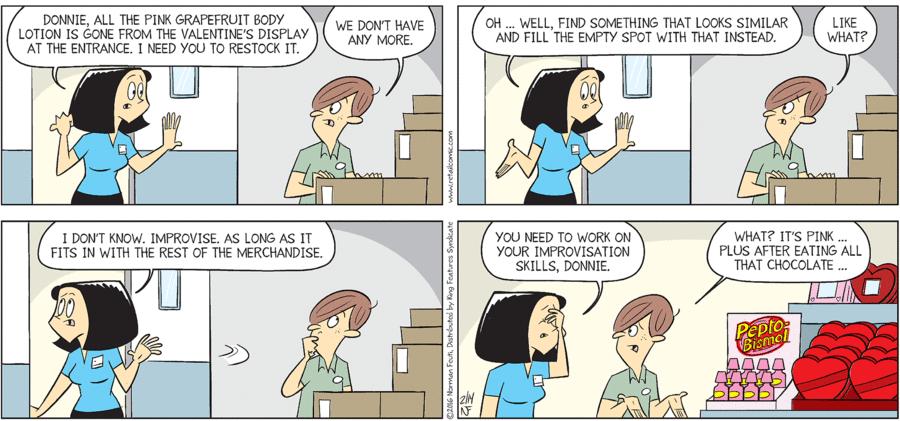 DONNIE, ALL THE PINK GRAPEFRUIT BODY
LOTION IS GONE FROM THE VALENTINE'S DISPLAY
AT THE ENTRANCE. I NEED YOU TO RESTOCK IT.
WE DON'T HAVE
ANY MORE.
www.retailcomic.com
OH ... WELL, FIND SOMETHING THAT LOOKS SIMILAR
AND FILL THE EMPTY SPOT WITH THAT INSTEAD.
LIKE
WHAT?
I DON'T KNOW. IMPROVISE. AS LONG AS IT
FITS IN WITH THE REST OF THE MERCHANDISE.
©2016 Norman Feuti, Distributed by King Features Syndicate
YOU NEED TO WORK ON
YOUR IMPROVISATION
SKILLS, DONNIE.
WHAT? IT'S PINK ...
PLUS AFTER EATING ALL
THAT CHOCOLATE ...
Pepto-
Bismol
2/14
NF